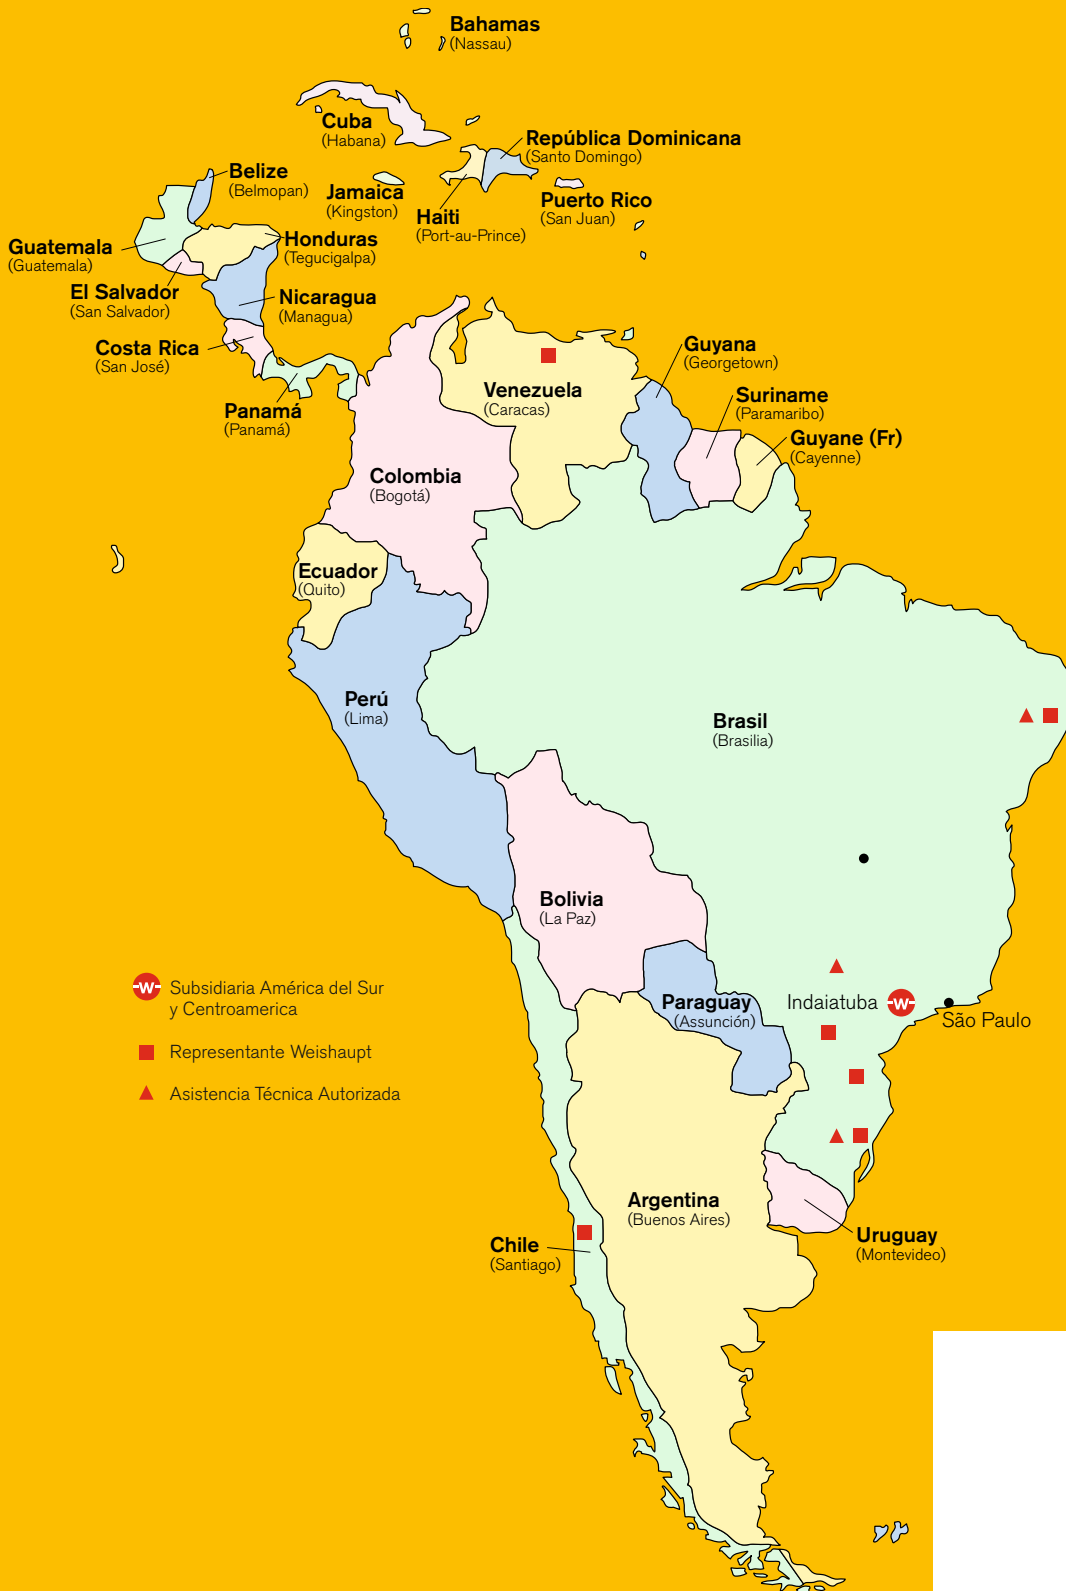 Bahamas
(Nassau)
Cuba
(Habana)
República Dominicana
(Santo Domingo)
Belize
(Belmopan)
Jamaica
(Kingston)
Haiti
(Port-au-Prince)
Puerto Rico
(San Juan)
Guatemala
(Guatemala)
Honduras
(Tegucigalpa)
El Salvador
(San Salvador)
Nicaragua
(Managua)
Costa Rica
(San José)
Panamá
(Panamá)
Venezuela
(Caracas)
Guyana
(Georgetown)
Suriname
(Paramaribo)
Guyane (Fr)
(Cayenne)
Colombia
(Bogotá)
Ecuador
(Quito)
Perú
(Lima)
Brasil
(Brasilia)
Bolivia
(La Paz)
Paraguay
(Assunción)
Indaiatuba
-w-
São Paulo
-w- Subsidiaria América del Sur
y Centroamerica
Representante Weishaupt
Asistencia Técnica Autorizada
Argentina
(Buenos Aires)
Chile
(Santiago)
Uruguay
(Montevideo)